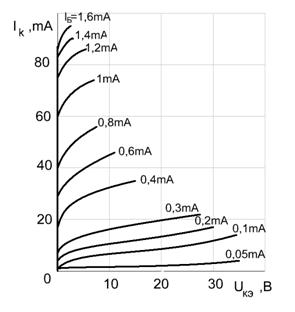 I_Б=1,6mA
I_k ,mA
1,4mA
1,2mA
80
1mA
60
0,8mA
0,6mA
40
0,4mA
0,3mA
20
0,2mA
0,1mA
0,05mA
0
10
20
30
U_кэ ,В